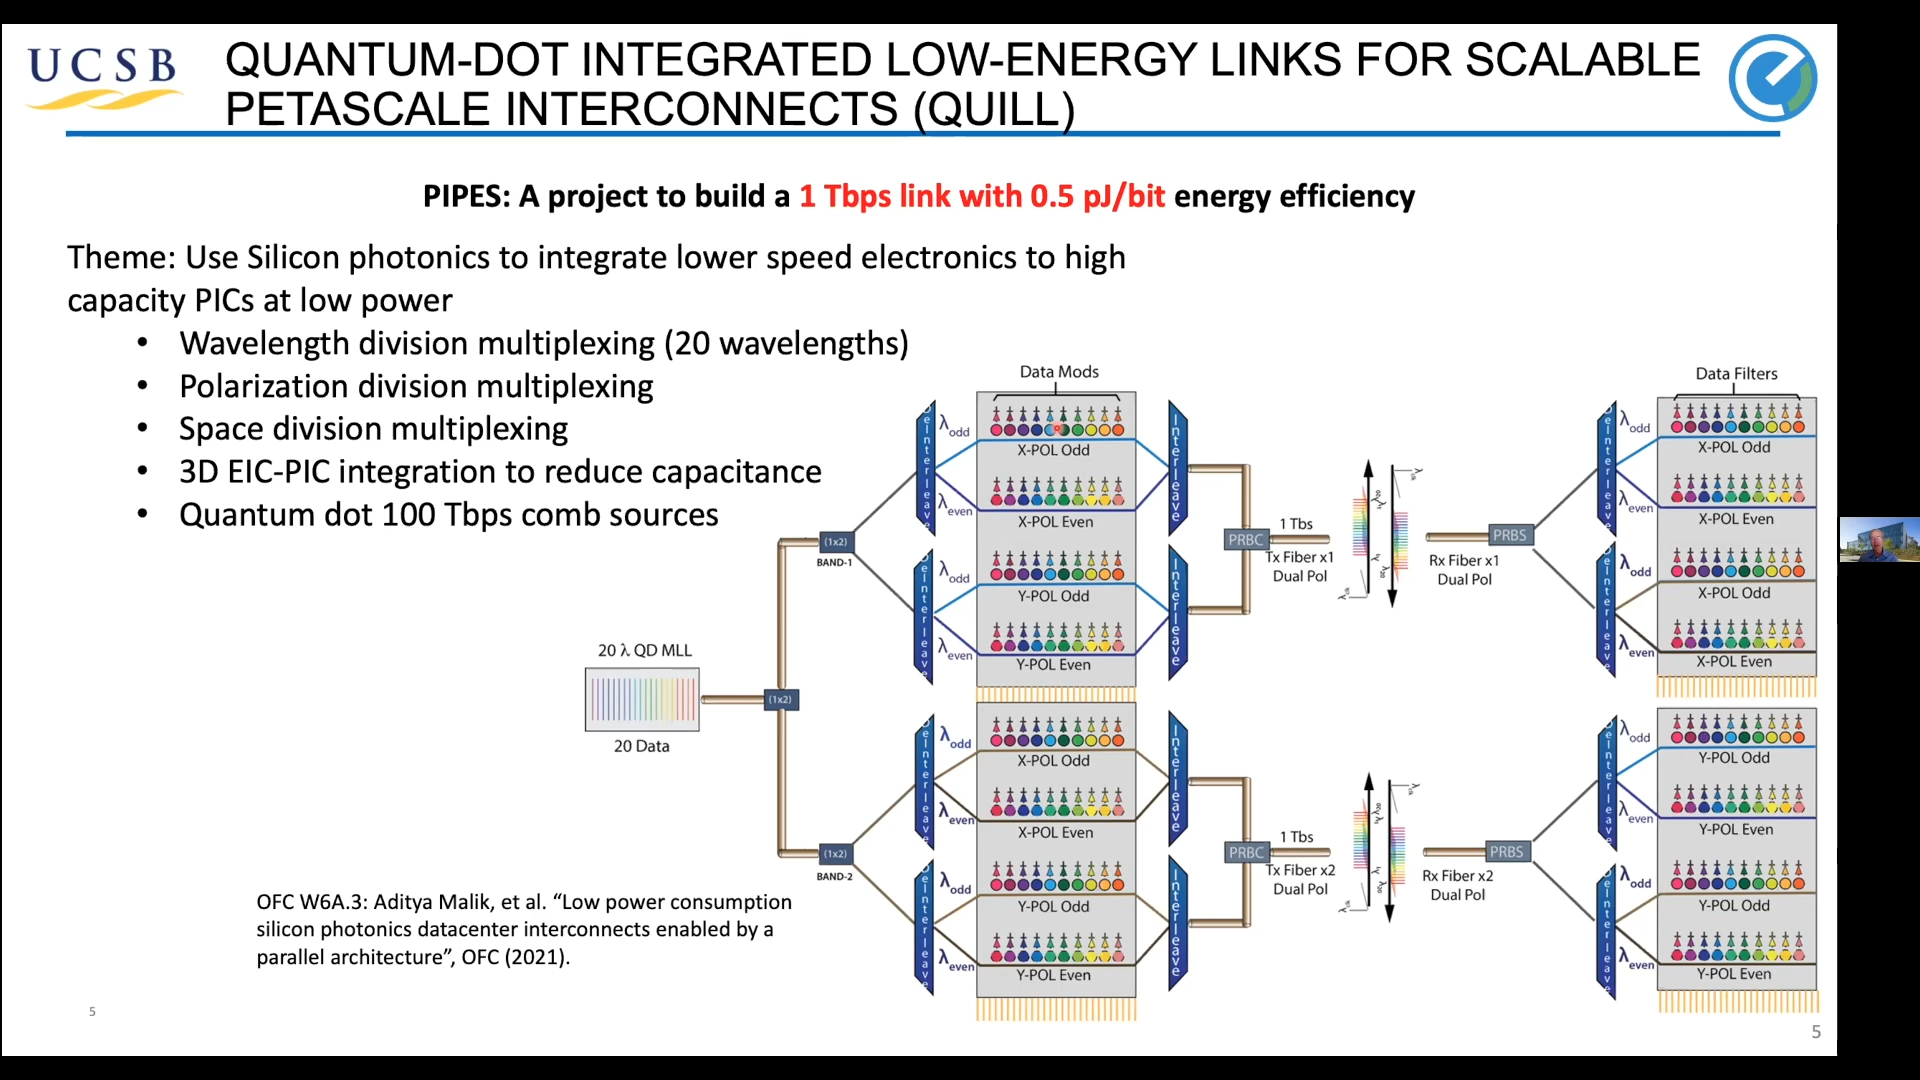 UCSB
QUANTUM-DOT INTEGRATED LOW-ENERGY LINKS FOR SCALABLE
PETASCALE INTERCONNECTS (QUILL)
PIPES: A project to build a 1 Tbps link with 0.5 pJ/bit energy efficiency
Theme: Use Silicon photonics to integrate lower speed electronics to high
capacity PICs at low power
• Wavelength division multiplexing (20 wavelengths)
• Polarization division multiplexing
• Space division multiplexing
• 3D EIC-PIC integration to reduce capacitance
• Quantum dot 100 Tbps comb sources
20 λ QD MLL
20 Data
(1x2)
(1x2)
BAND-1
(1x2)
BAND-2
DeInterleave
λodd
λeven
DeInterleave
λodd
λeven
DeInterleave
λodd
λeven
DeInterleave
λodd
λeven
Data Mods
X-POL Odd
X-POL Even
Y-POL Odd
Y-POL Even
X-POL Odd
X-POL Even
Y-POL Odd
Y-POL Even
Interleave
Interleave
Interleave
Interleave
PRBC
1 Tbs
Tx Fiber x1
Dual Pol
PRBC
1 Tbs
Tx Fiber x2
Dual Pol
PRBS
Rx Fiber x1
Dual Pol
PRBS
Rx Fiber x2
Dual Pol
DeInterleave
λodd
λeven
DeInterleave
λodd
λeven
DeInterleave
λodd
λeven
DeInterleave
λodd
λeven
Data Filters
X-POL Odd
X-POL Even
X-POL Odd
X-POL Even
Y-POL Odd
Y-POL Even
Y-POL Odd
Y-POL Even
OFC W6A.3: Aditya Malik, et al. “Low power consumption
silicon photonics datacenter interconnects enabled by a
parallel architecture”, OFC (2021).
5
5